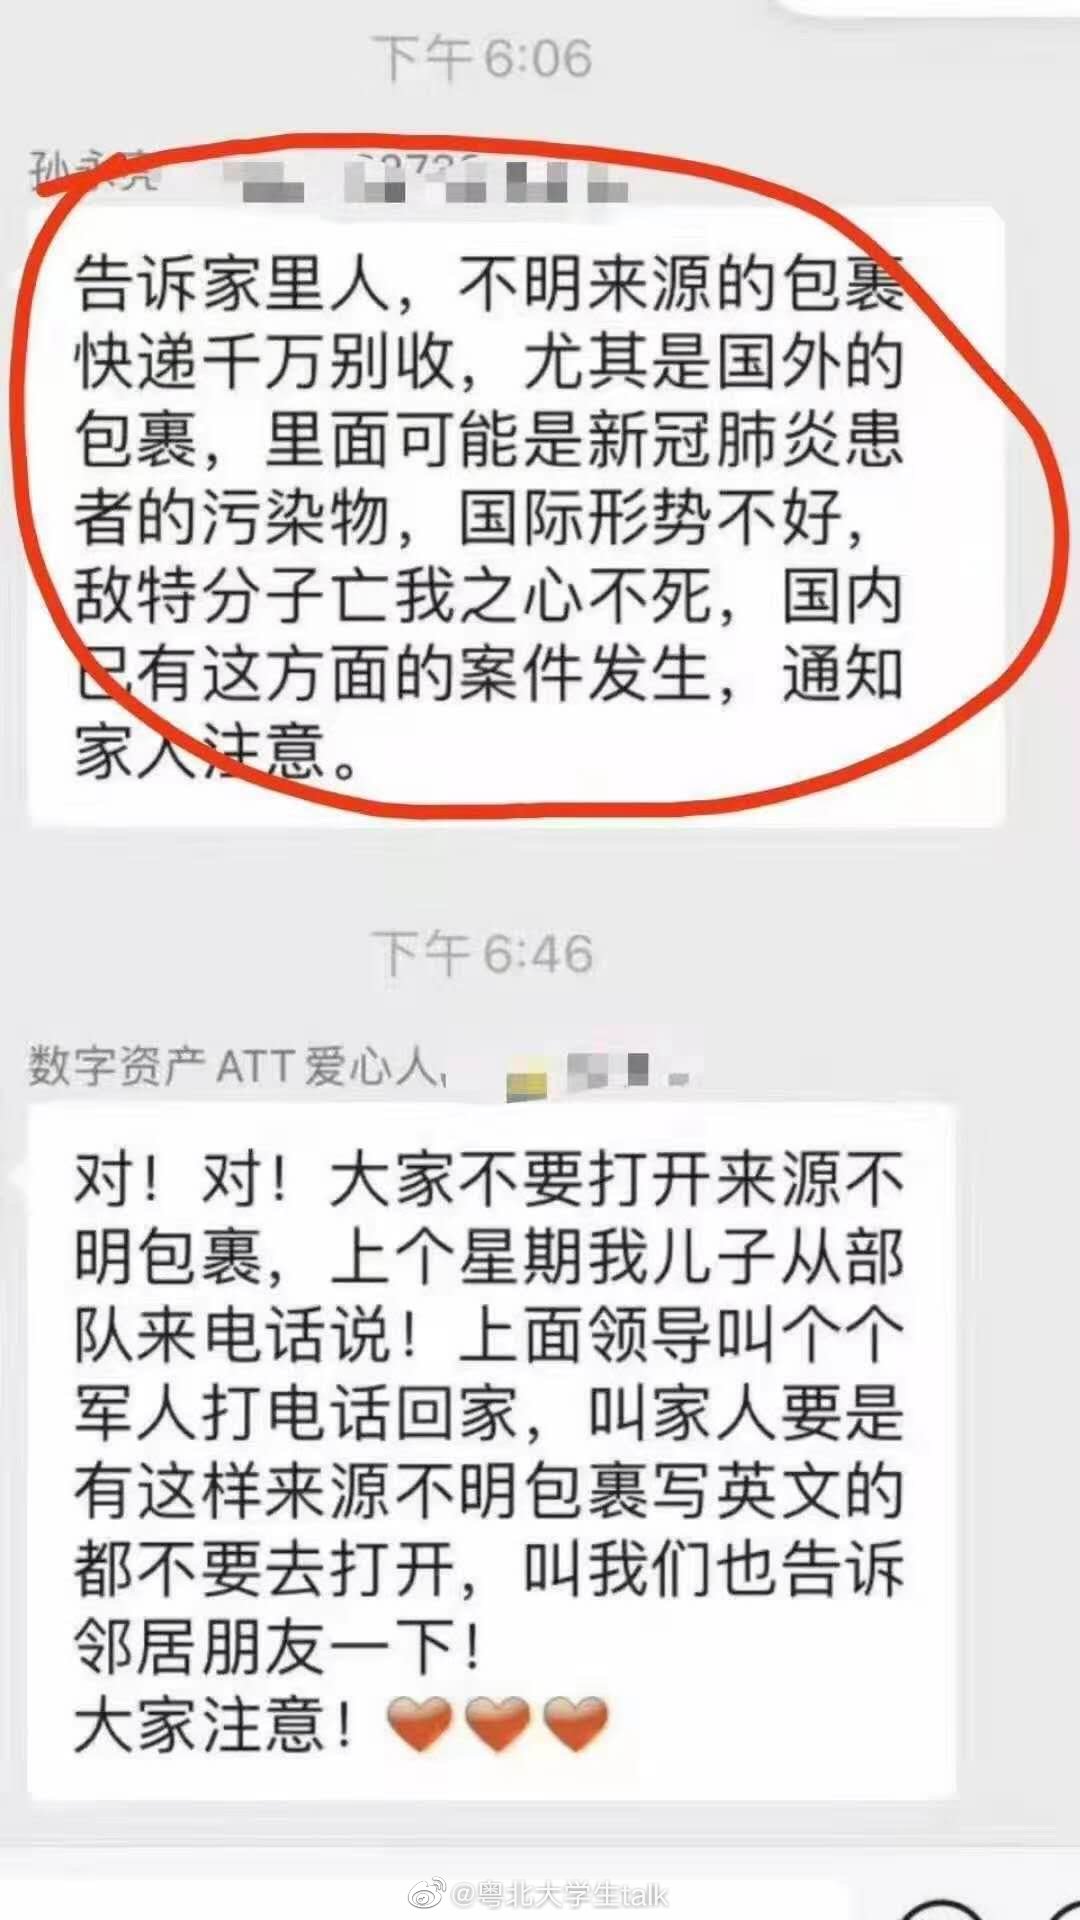 下午 6:06
孙永亮
告诉家里人，不明来源的包裹
快递千万别收，尤其是国外的
包裹，里面可能是新冠肺炎患
者的污染物，国际形势不好，
敌特分子亡我之心不死，国内
已有这方面的案件发生，通知
家人注意。
下午 6:46
数字资产 ATT 爱心人
对！对！大家不要打开来源不
明包裹，上个星期我儿子从部
队来电话说！上面领导叫个个
军人打电话回家，叫家人要是
有这样来源不明包裹写英文的
都不要去打开，叫我们也告诉
邻居朋友一下！
大家注意！
@粤北大学生talk